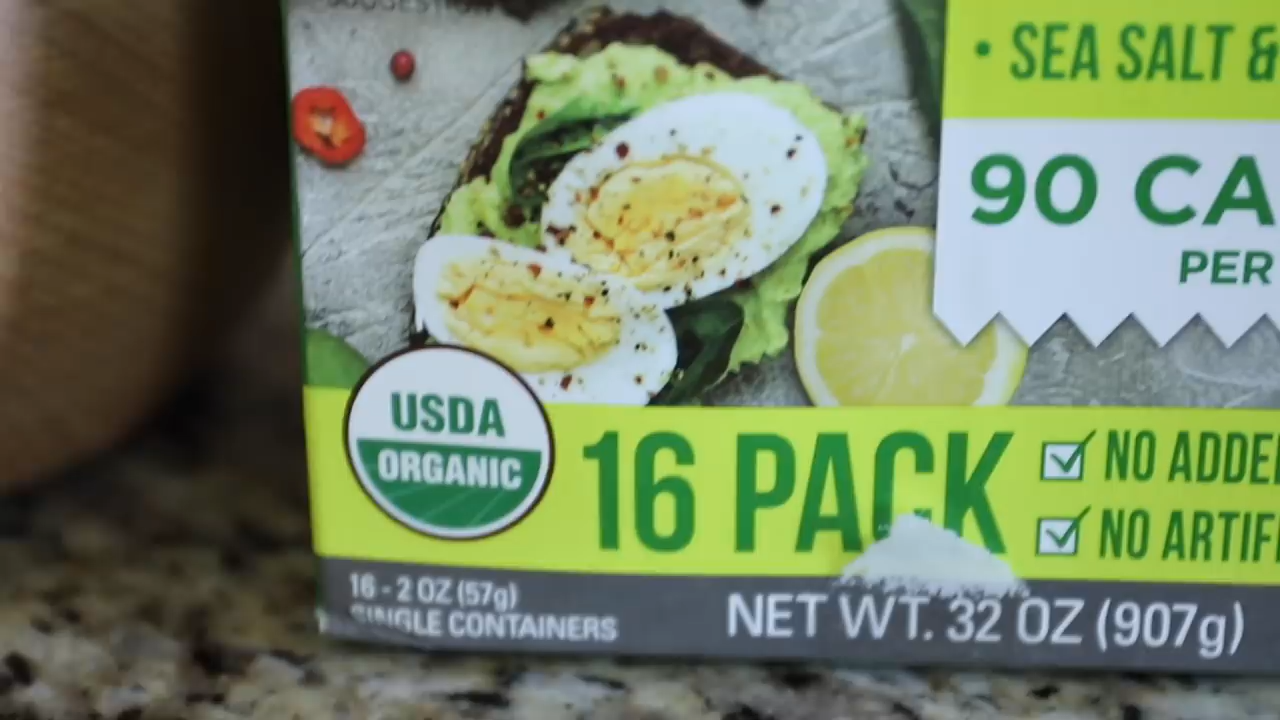 SUGGESTION
• SEA SALT &
90 CA
PER
USDA
ORGANIC
16 PACK
NO ADDE
NO ARTIF
16 - 2 OZ (57g)
SINGLE CONTAINERS
NET WT. 32 OZ (907g)